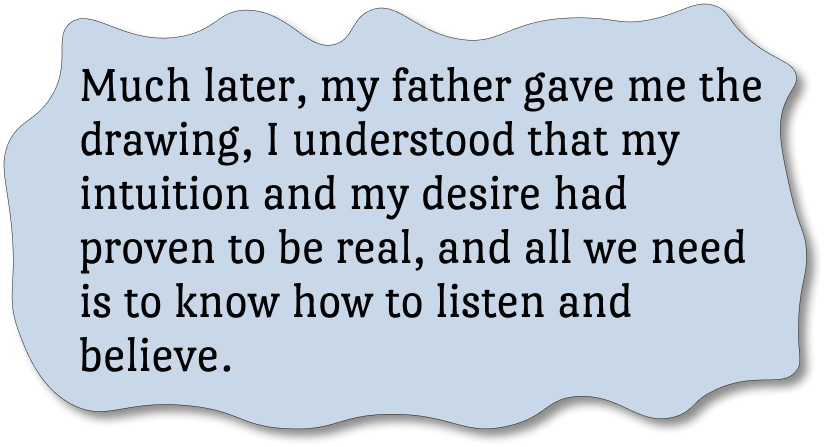 Much later, my father gave me the
drawing, I understood that my
intuition and my desire had
proven to be real, and all we need
is to know how to listen and
believe.